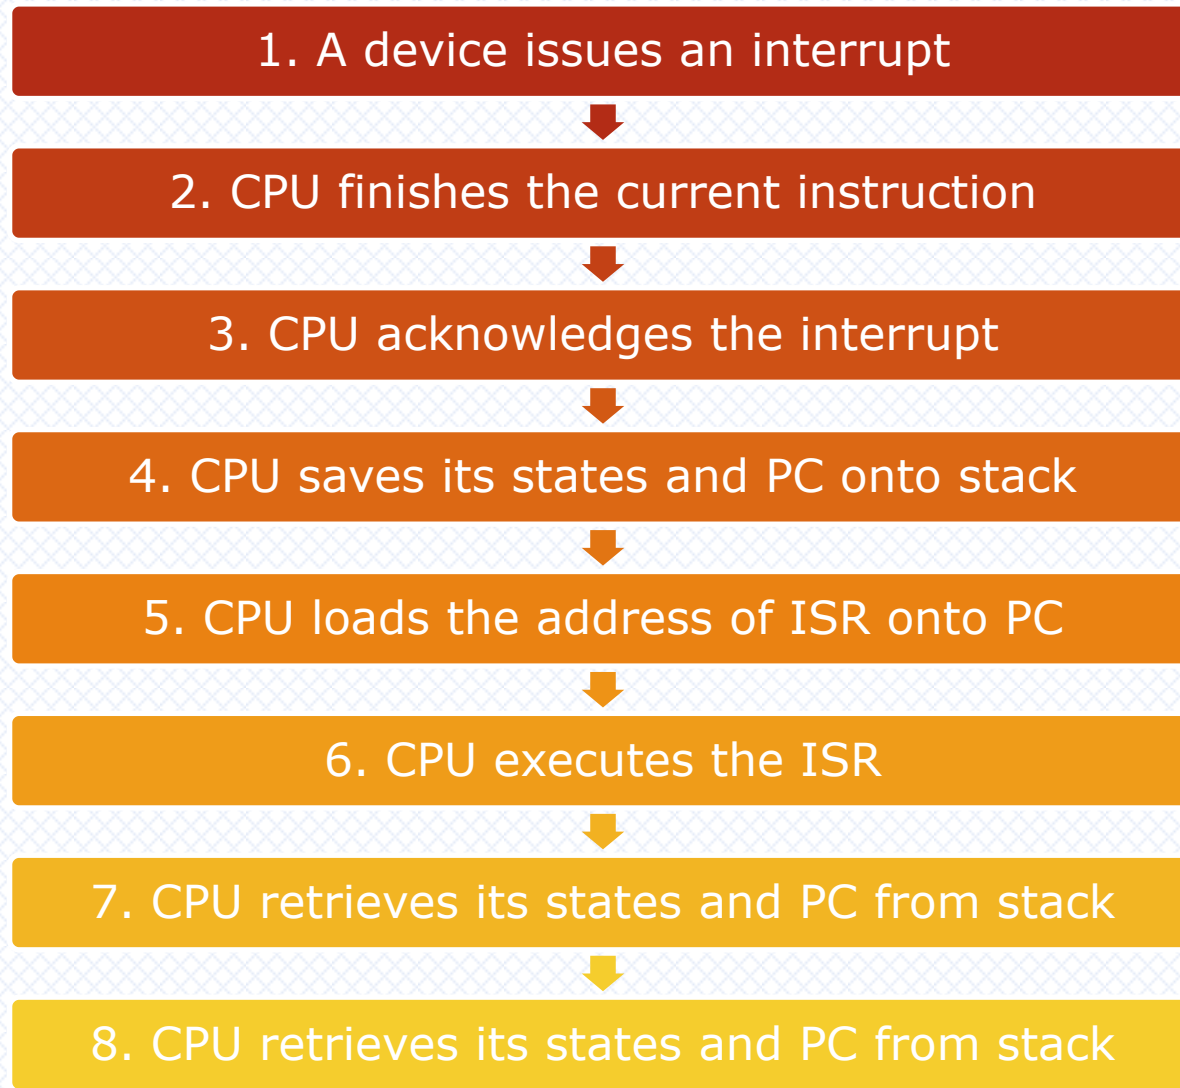 1. A device issues an interrupt
2. CPU finishes the current instruction
3. CPU acknowledges the interrupt
4. CPU saves its states and PC onto stack
5. CPU loads the address of ISR onto PC
6. CPU executes the ISR
7. CPU retrieves its states and PC from stack
8. CPU retrieves its states and PC from stack